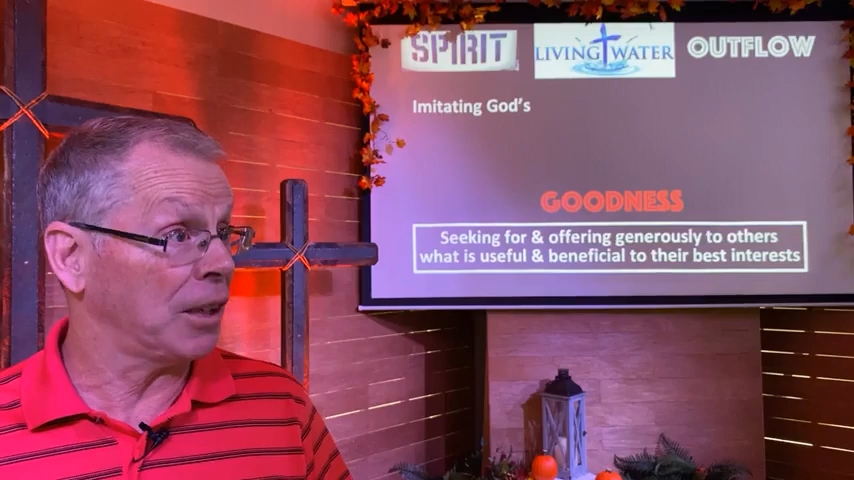 SPIRIT
LIVING WATER
OUTFLOW
Imitating God's
GOODNESS
Seeking for & offering generously to others
what is useful & beneficial to their best interests